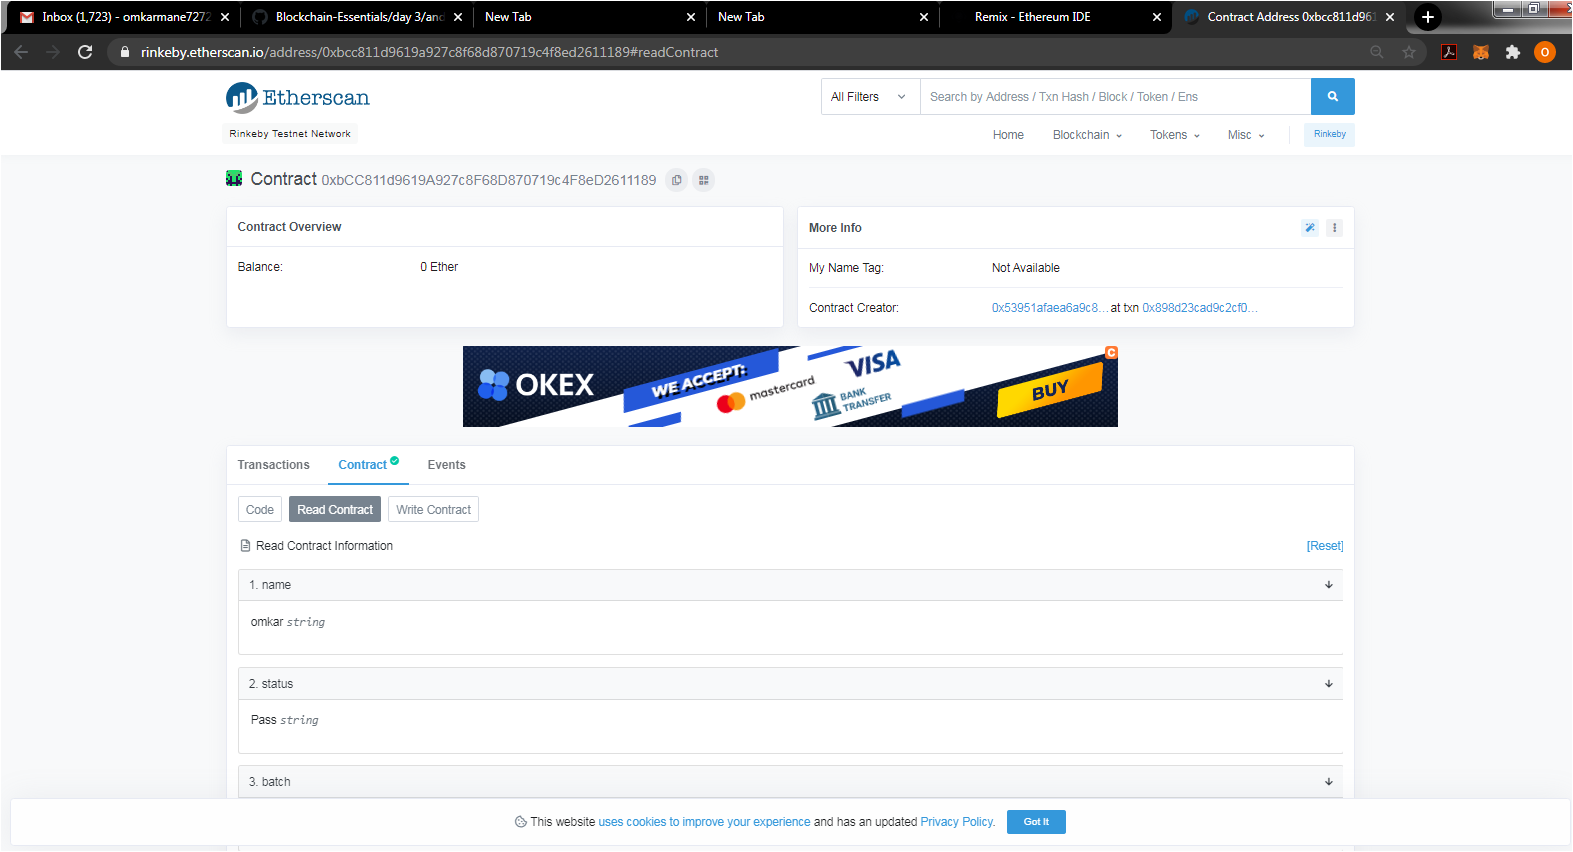 Inbox (1,723) - omkarmane7272
Blockchain-Essentials/day 3/and
New Tab
New Tab
Remix - Ethereum IDE
Contract Address 0xbcc811d961
rinkeby.etherscan.io/address/0xbcc811d9619a927c8f68d870719c4f8ed2611189#readContract
O
Etherscan
All Filters
Search by Address / Txn Hash / Block / Token / Ens
Rinkeby Testnet Network
Home Blockchain Tokens Misc Rinkeby
Contract 0xbCC811d9619A927c8F68D870719c4F8eD2611189
Contract Overview
Balance: 0 Ether
More Info
My Name Tag: Not Available
Contract Creator: 0x53951afaea6a9c8... at txn 0x898d23cad9c2cf0...
OKEX
WE ACCEPT:
mastercard
VISA
BANK
TRANSFER
BUY
C
Transactions Contract Events
Code Read Contract Write Contract
Read Contract Information [Reset]
1. name
omkar string
2. status
Pass string
3. batch
This website uses cookies to improve your experience and has an updated Privacy Policy. Got It